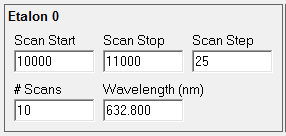 Etalon 0
Scan Start Scan Stop Scan Step
10000 11000 25
# Scans Wavelength (nm)
10 632.800